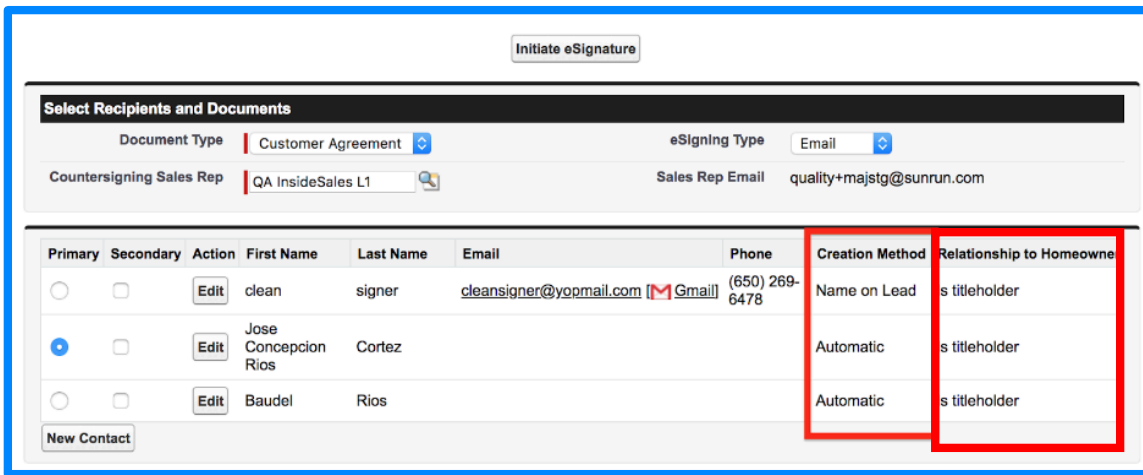 Initiate eSignature
Select Recipients and Documents
Document Type Customer Agreement eSigning Type Email
Countersigning Sales Rep QA InsideSales L1 Sales Rep Email quality+majstg@sunrun.com
Primary Secondary Action First Name Last Name Email Phone Creation Method Relationship to Homeowner
Edit clean signer cleansigner@yopmail.com [Gmail] (650) 269-
6478 Name on Lead s titleholder
Edit Jose
Concepcion
Rios Cortez Automatic s titleholder
Edit Baudel Rios Automatic s titleholder
New Contact